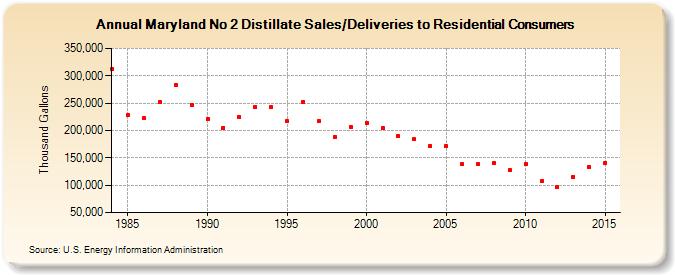 Annual Maryland No 2 Distillate Sales/Deliveries to Residential Consumers
Thousand Gallons
350,000
300,000
250,000
200,000
150,000
100,000
50,000
1985 1990 1995 2000 2005 2010 2015
Source: U.S. Energy Information Administration